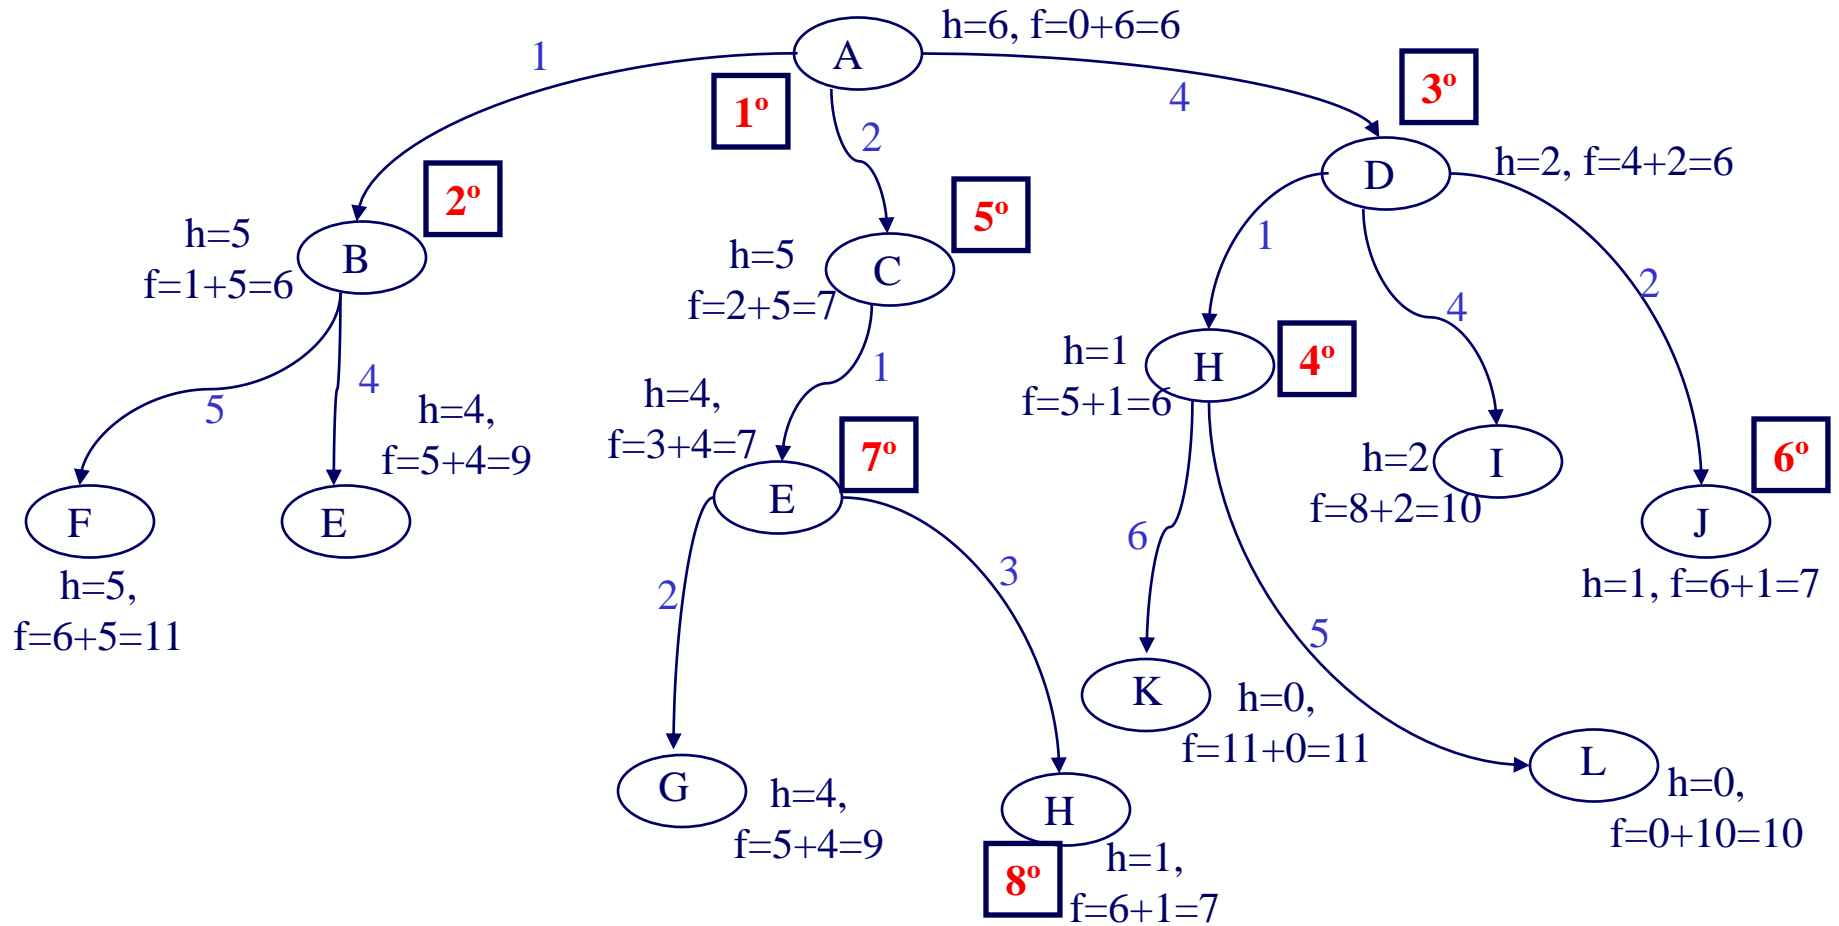 A
h=6, f=0+6=6
1
1º
2
4
3º
D
h=2, f=4+2=6
2º
h=5
f=1+5=6
B
5º
h=5
f=2+5=7
C
1
4
2
5
4
1
h=1
f=5+1=6
H
4º
h=4,
f=5+4=9
h=4,
f=3+4=7
7º
E
h=2
f=8+2=10
I
6º
J
h=1, f=6+1=7
F
h=5,
f=6+5=11
E
2
3
6
5
K
h=0,
f=11+0=11
L
h=0,
f=0+10=10
G
h=4,
f=5+4=9
H
8º
h=1,
f=6+1=7